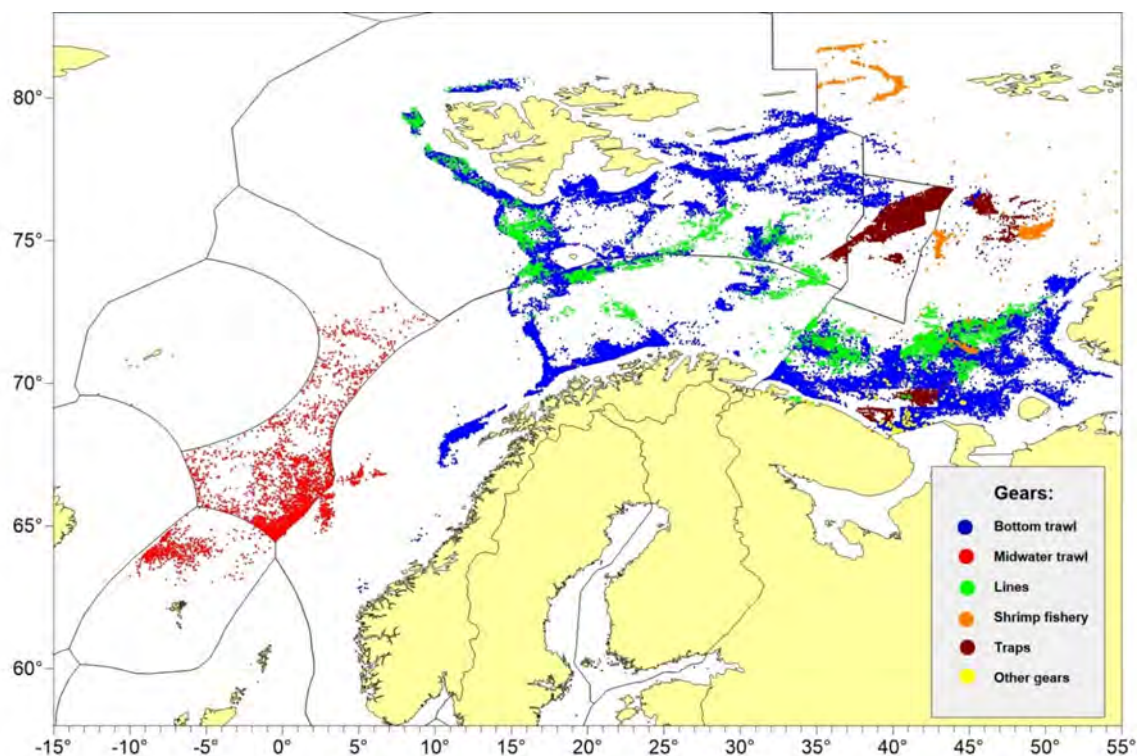 80°
75°
70°
65°
60°
Gears:
Bottom trawl
Midwater trawl
Lines
Shrimp fishery
Traps
Other gears
-15 -10° -5° 0° 5° 10° 15° 20° 25° 30° 35° 40° 45° 50° 55°